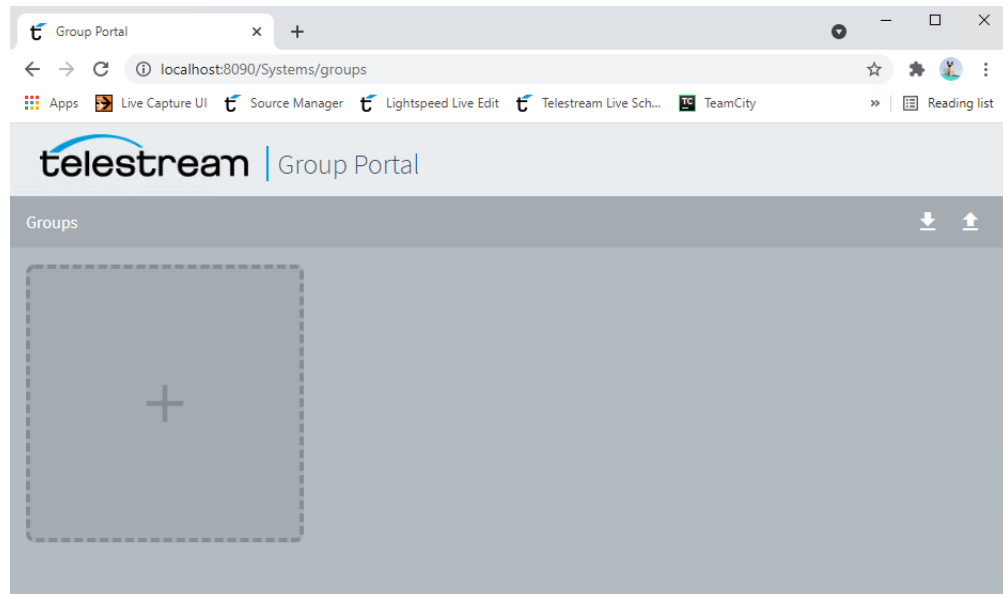 Group Portal
localhost:8090/Systems/groups
Apps Live Capture UI Source Manager Lightspeed Live Edit Telestream Live Sch... TC TeamCity » Reading list
telestream | Group Portal
Groups